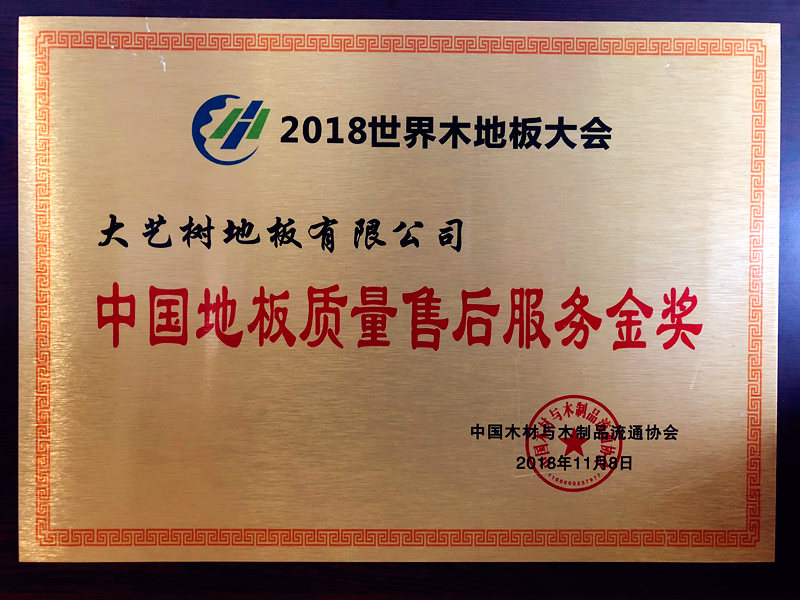 2018世界木地板大会
大艺树地板有限公司
中国地板质量售后服务金奖
中国木材与木制品流通协会
2018年11月8日